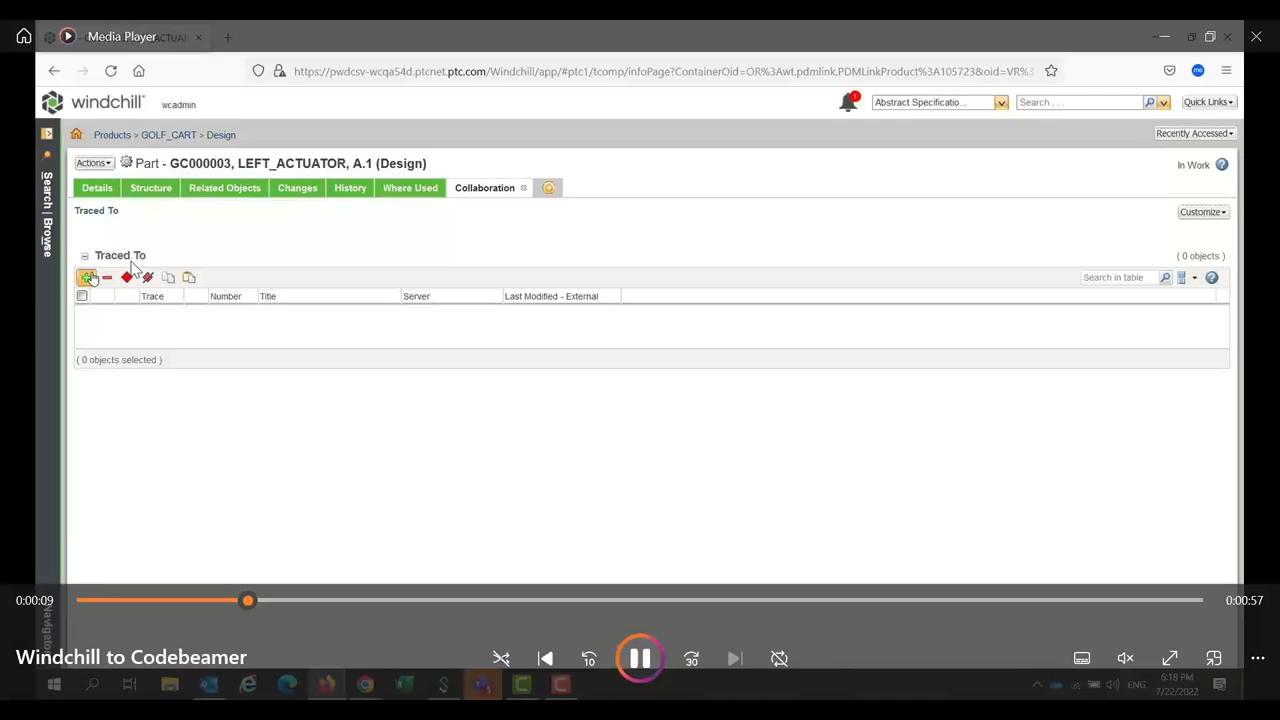 Media Player
https://pwdcsv-wcqa54d.ptcnet.ptc.com/Windchill/app/#ptc1/tcomp/infoPage?ContainerOid=OR%3Awt.pdmlink.PDMLinkProduct%3A105723&oid=VR%3
windchill® wcadmin 1 Abstract Specificatio... Search . . . Quick Links
Products > GOLF_CART > Design Recently Accessed
Actions Part - GC000003, LEFT_ACTUATOR, A.1 (Design) In Work
Details Structure Related Objects Changes History Where Used Collaboration
Traced To Customize
Search | Browse
Traced To ( 0 objects )
Search in table
Trace Number Title Server Last Modified - External
( 0 objects selected )
0:00:09 0:00:57
Navigator
Windchill to Codebeamer 10 30
ENG 6:18 PM
7/22/2022